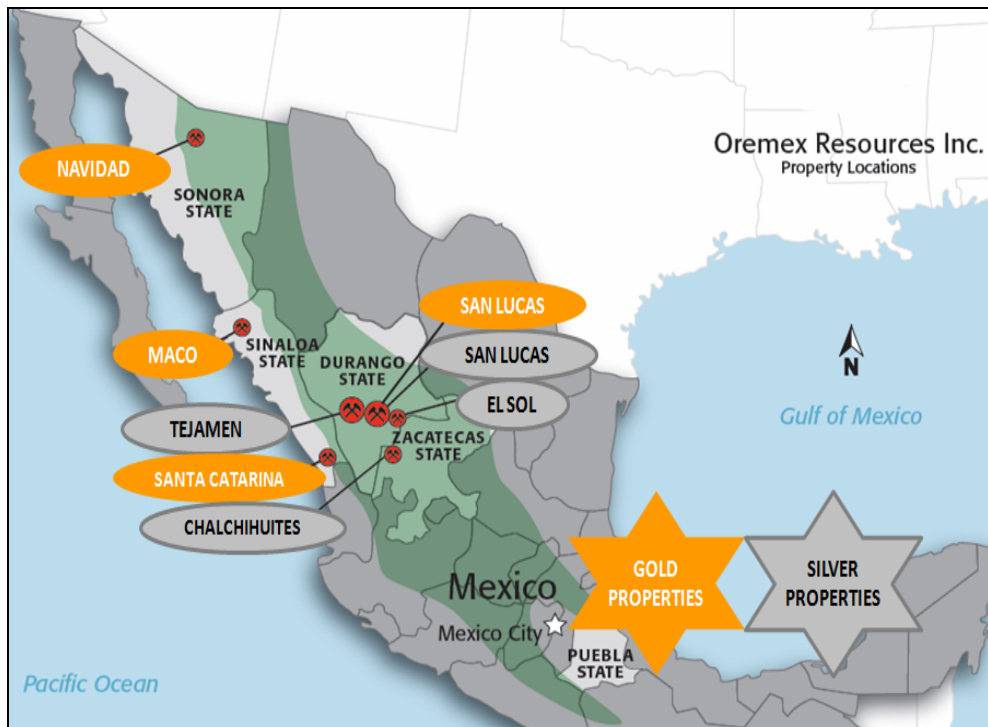 Oremex Resources Inc.
Property Locations
NAVIDAD
SONORA
STATE
SAN LUCAS
MACO
SINALOA
STATE
DURANGO
STATE
SAN LUCAS
EL SOL
TEJAMEN
ZACATECAS
STATE
Gulf of Mexico
N
SANTA CATARINA
CHALCHIHUITES
GOLD
PROPERTIES
SILVER
PROPERTIES
Mexico
Mexico City
PUEBLA
STATE
Pacific Ocean